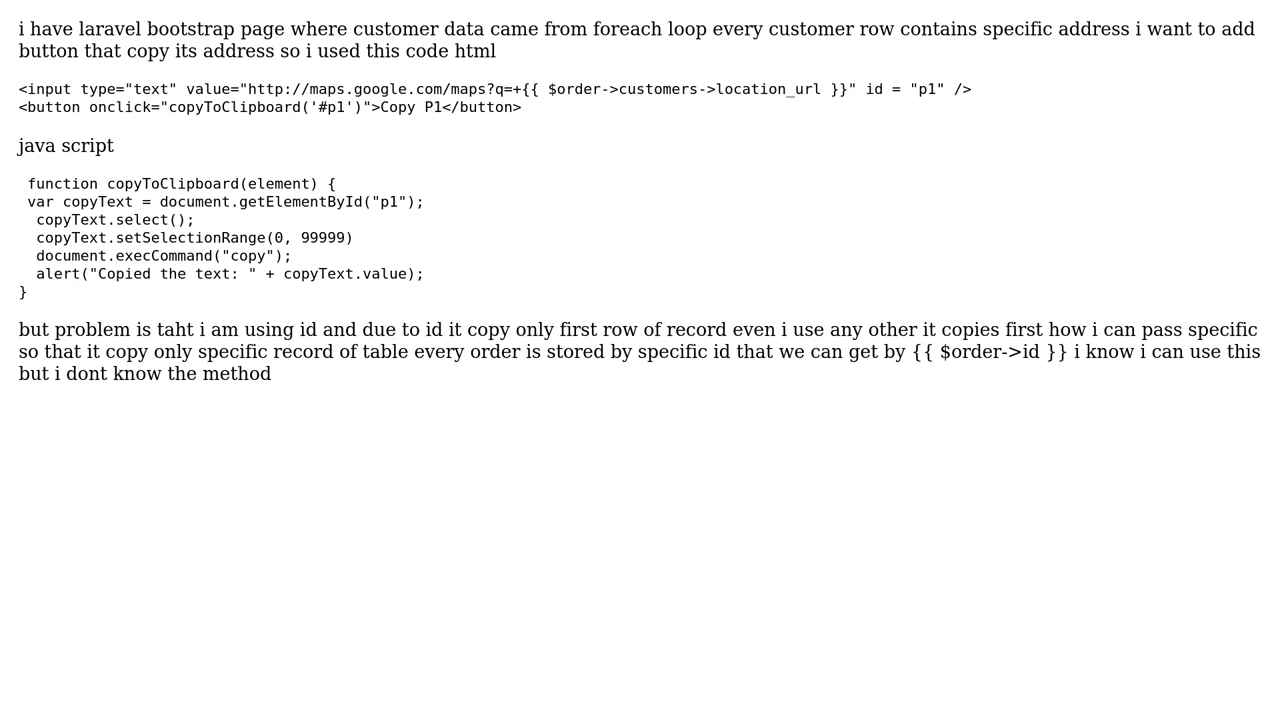 i have laravel bootstrap page where customer data came from foreach loop every customer row contains specific address i want to add
button that copy its address so i used this code html
<input type="text" value="http://maps.google.com/maps?q=+{{ $order->customers->location_url }}" id = "p1" />
<button onclick="copyToClipboard('#p1')">Copy P1</button>
java script
function copyToClipboard(element) {
var copyText = document.getElementById("p1");
copyText.select();
copyText.setSelectionRange(0, 99999)
document.execCommand("copy");
alert("Copied the text: " + copyText.value);
}
but problem is taht i am using id and due to id it copy only first row of record even i use any other it copies first how i can pass specific
so that it copy only specific record of table every order is stored by specific id that we can get by {{ $order->id }} i know i can use this
but i dont know the method